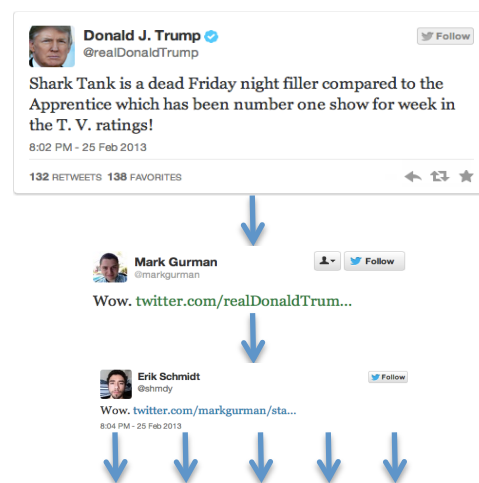 Donald J. Trump
Follow
@realDonaldTrump
Shark Tank is a dead Friday night filler compared to the
Apprentice which has been number one show for week in
the T. V. ratings!
8:02 PM - 25 Feb 2013
132 RETWEETS 138 FAVORITES
Mark Gurman
Follow
@markgurman
Wow. twitter.com/realDonaldTrum...
Erik Schmidt
Follow
@shmdy
Wow. twitter.com/markgurman/sta...
8:04 PM - 25 Feb 2013